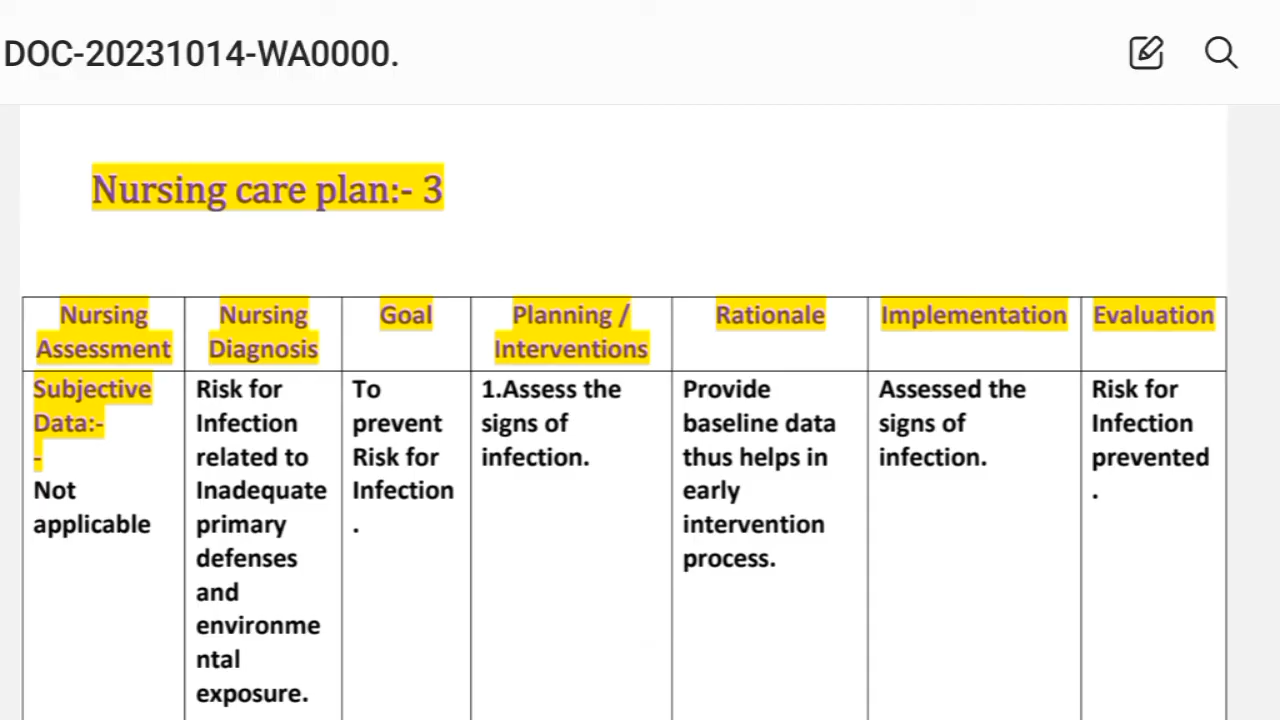 DOC-20231014-WA0000.
Nursing care plan:- 3
Nursing
Assessment
Nursing
Diagnosis
Goal
Planning /
Interventions
Rationale
Implementation
Evaluation
Subjective
Data:-
-
Not
applicable
Risk for
Infection
related to
Inadequate
primary
defenses
and
environme
ntal
exposure.
To
prevent
Risk for
Infection
.
1.Assess the
signs of
infection.
Provide
baseline data
thus helps in
early
intervention
process.
Assessed the
signs of
infection.
Risk for
Infection
prevented
.